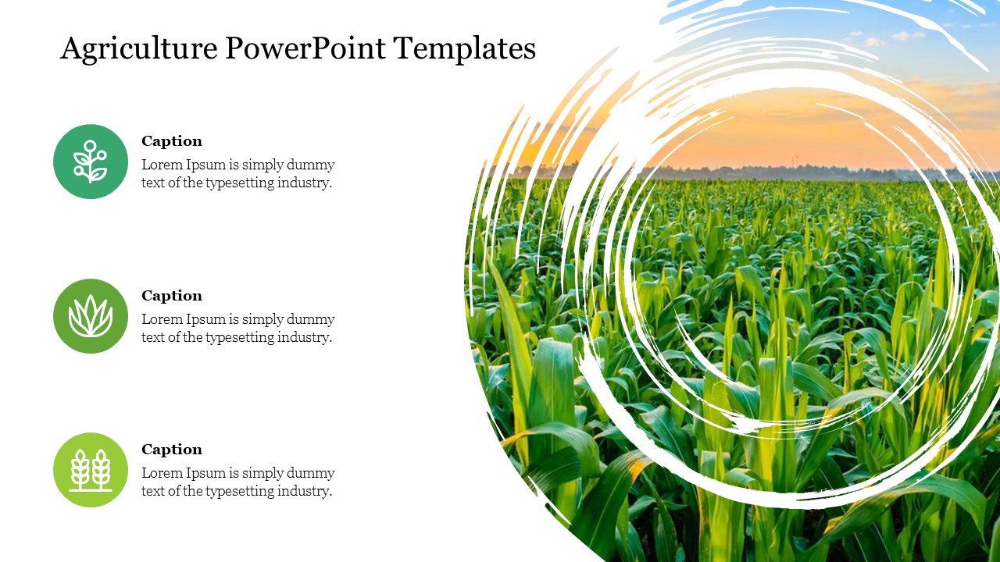 Agriculture PowerPoint Templates
Caption
Lorem Ipsum is simply dummy
text of the typesetting industry.
Caption
Lorem Ipsum is simply dummy
text of the typesetting industry.
Caption
Lorem Ipsum is simply dummy
text of the typesetting industry.